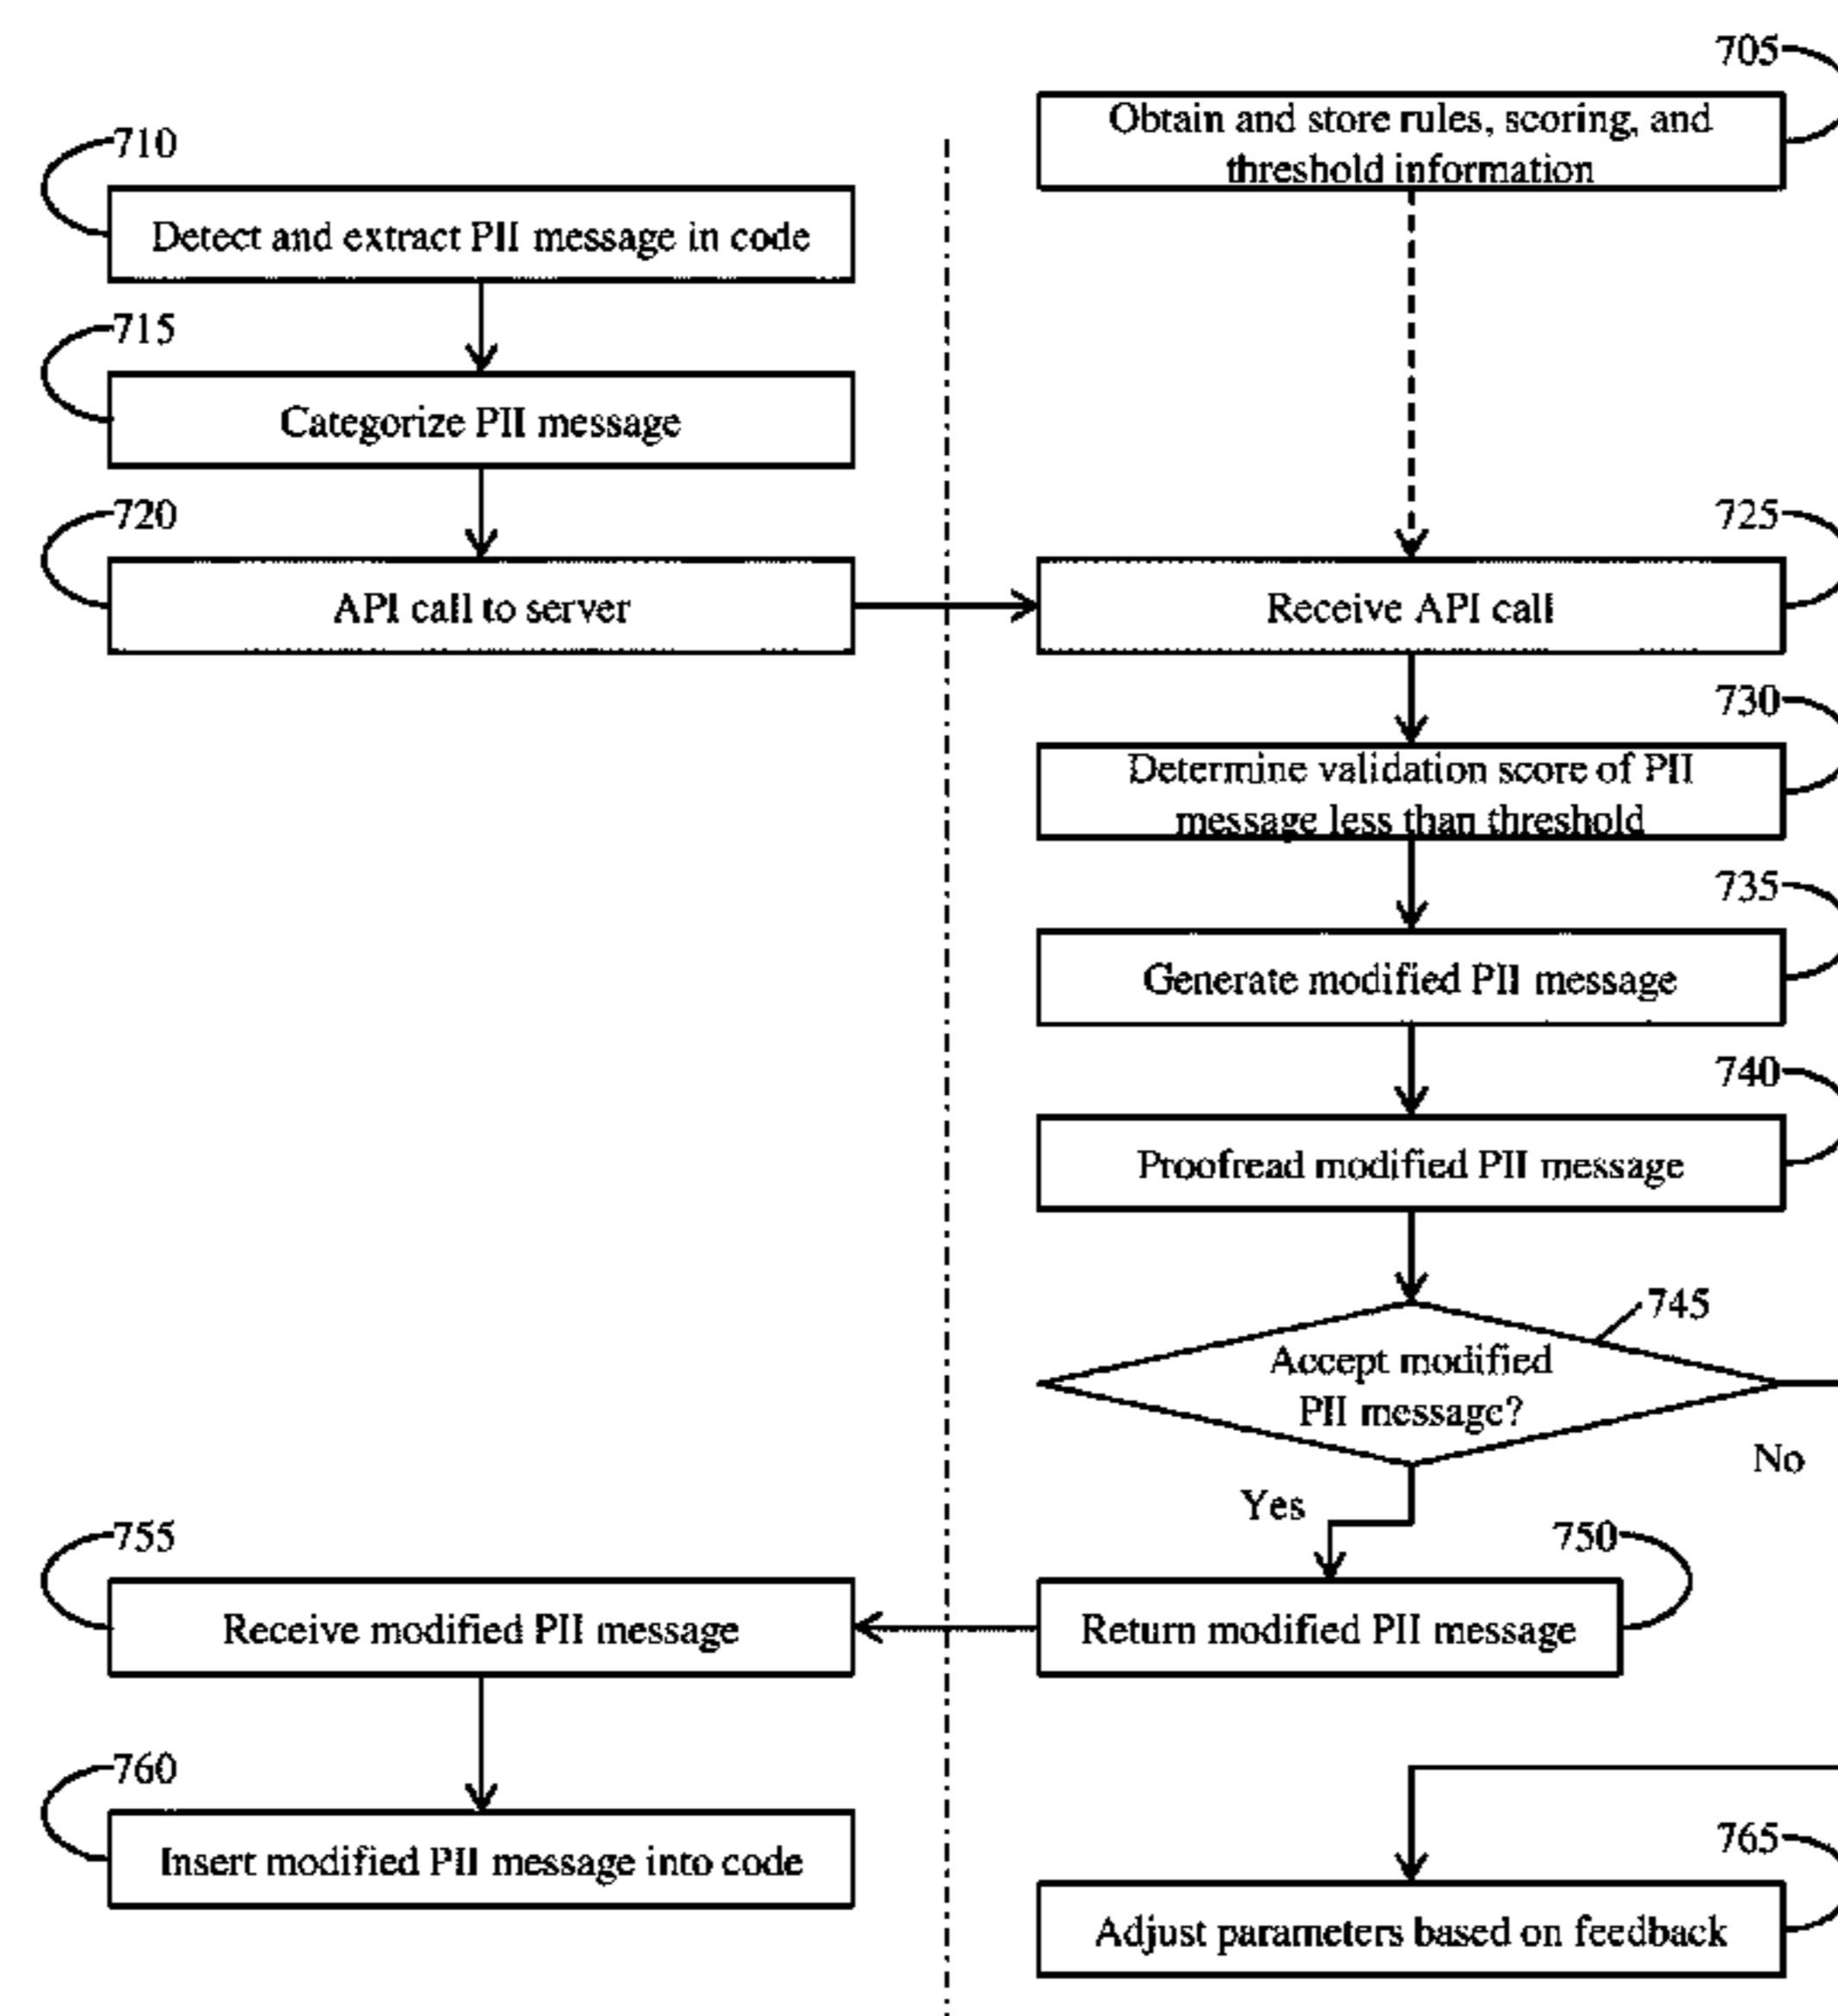 705
Obtain and store rules, scoring, and
threshold information
710
Detect and extract PII message in code
715
Categorize PII message
720
API call to server
725
Receive API call
730
Determine validation score of PII
message less than threshold
735
Generate modified PII message
740
Proofread modified PII message
745
Accept modified
PII message?
No
Yes
750
Return modified PII message
755
Receive modified PII message
760
Insert modified PII message into code
765
Adjust parameters based on feedback